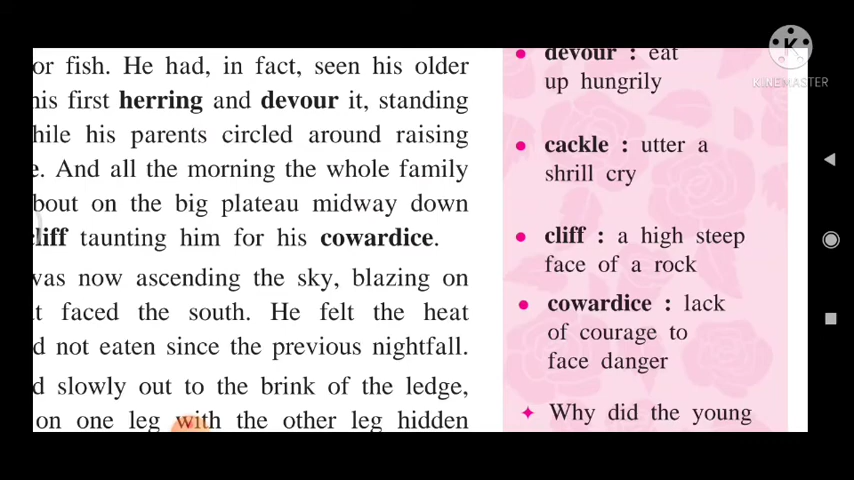 or fish. He had, in fact, seen his older
his first herring and devour it, standing
while his parents circled around raising
e. And all the morning the whole family
about on the big plateau midway down
cliff taunting him for his cowardice.
was now ascending the sky, blazing on
it faced the south. He felt the heat
d not eaten since the previous nightfall.
d slowly out to the brink of the ledge,
on one leg with the other leg hidden
• devour : eat
up hungrily
• cackle : utter a
shrill cry
• cliff : a high steep
face of a rock
• cowardice : lack
of courage to
face danger
✦ Why did the young
K
KINEMASTER